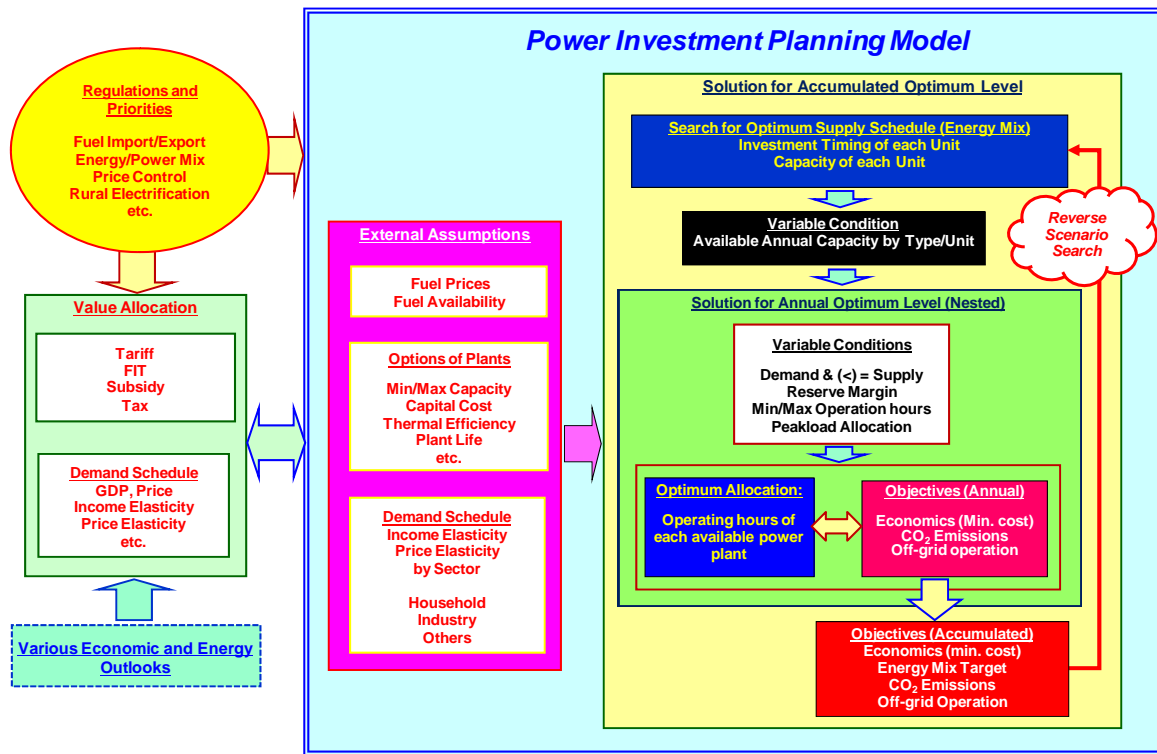 Power Investment Planning Model
Regulations and
Priorities
Fuel Import/Export
Energy/Power Mix
Price Control
Rural Electrification
etc.
Value Allocation
Tariff
FIT
Subsidy
Tax
Demand Schedule
GDP, Price
Income Elasticity
Price Elasticity
etc.
Various Economic and Energy
Outlooks
External Assumptions
Fuel Prices
Fuel Availability
Options of Plants
Min/Max Capacity
Capital Cost
Thermal Efficiency
Plant Life
etc.
Demand Schedule
Income Elasticity
Price Elasticity
by Sector
Household
Industry
Others
Solution for Accumulated Optimum Level
Search for Optimum Supply Schedule (Energy Mix)
Investment Timing of each Unit
Capacity of each Unit
Variable Condition
Available Annual Capacity by Type/Unit
Reverse
Scenario
Search
Solution for Annual Optimum Level (Nested)
Variable Conditions
Demand & (<) = Supply
Reserve Margin
Min/Max Operation hours
Peakload Allocation
Optimum Allocation:
Operating hours of
each available power
plant
Objectives (Annual)
Economics (Min. cost)
CO₂ Emissions
Off-grid operation
Objectives (Accumulated)
Economics (min. cost)
Energy Mix Target
CO₂ Emissions
Off-grid Operation